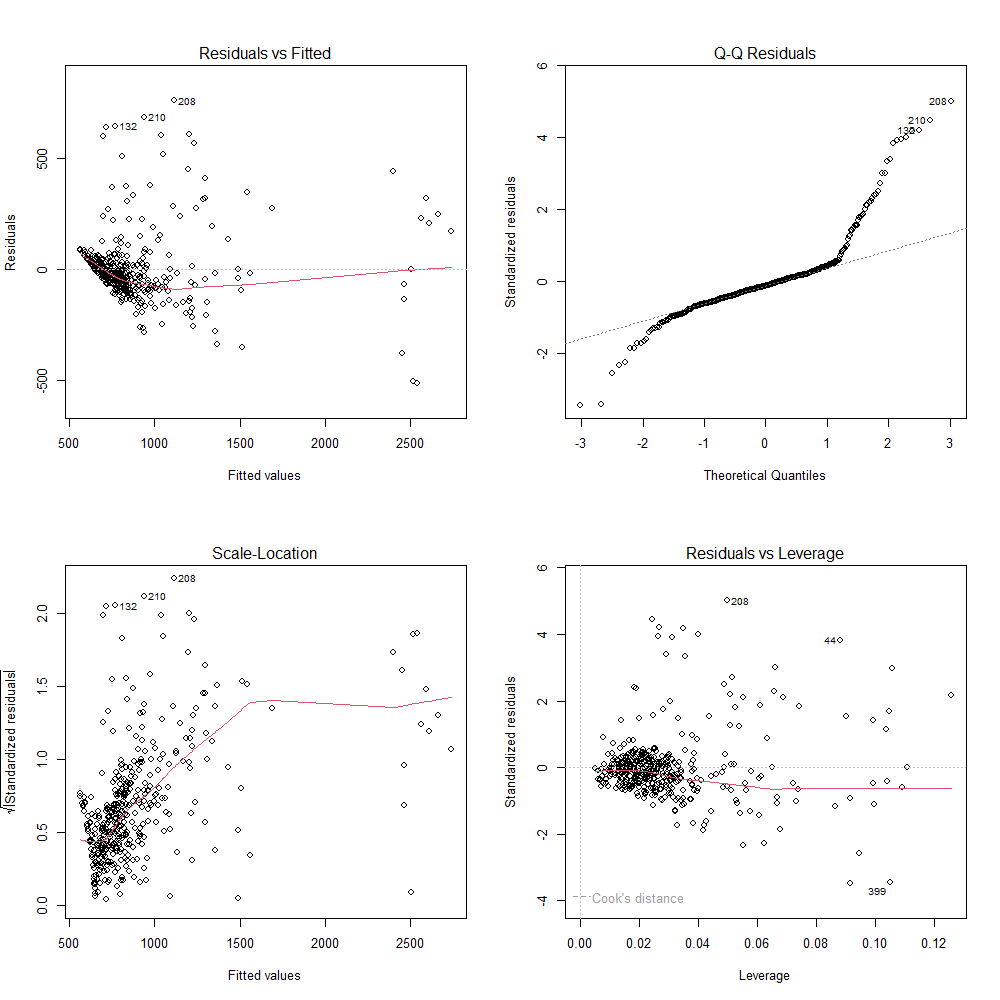 Residuals vs Fitted
Residuals
500
0
-500
208
210
132
500 1000 1500 2000 2500
Fitted values
Q-Q Residuals
Standardized residuals
6
4
2
0
-2
208
210
132
-3 -2 -1 0 1 2 3
Theoretical Quantiles
Scale-Location
√|Standardized residuals|
2.0
1.5
1.0
0.5
0.0
208
210
132
500 1000 1500 2000 2500
Fitted values
Residuals vs Leverage
Standardized residuals
6
4
2
0
-2
-4
208
44
399
Cook's distance
0.00 0.02 0.04 0.06 0.08 0.10 0.12
Leverage